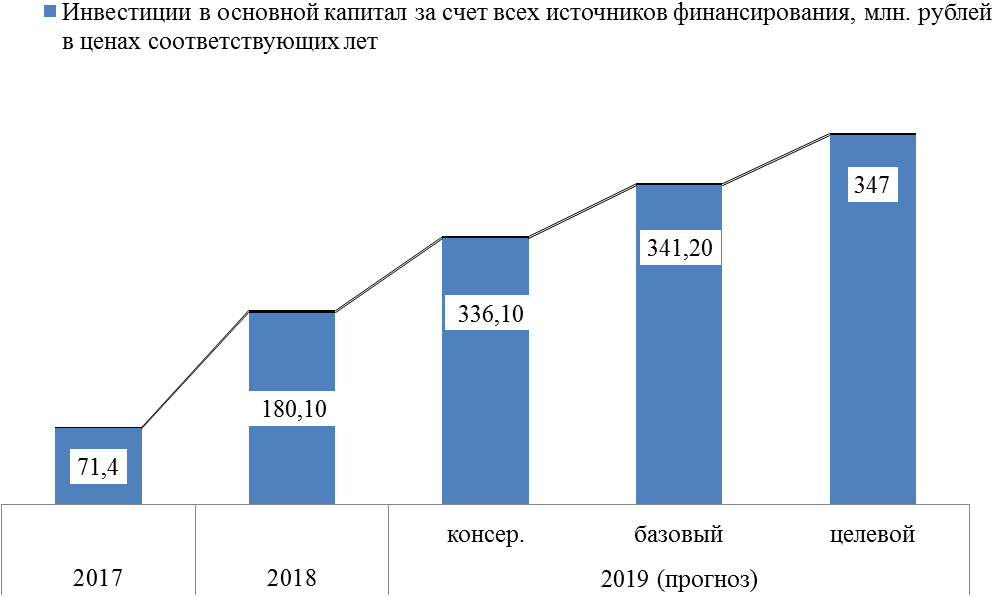 Инвестиции в основной капитал за счет всех источников финансирования, млн. рублей
в ценах соответствующих лет
347
341,20
336,10
180,10
71,4
консер. базовый целевой
2017 2018 2019 (прогноз)